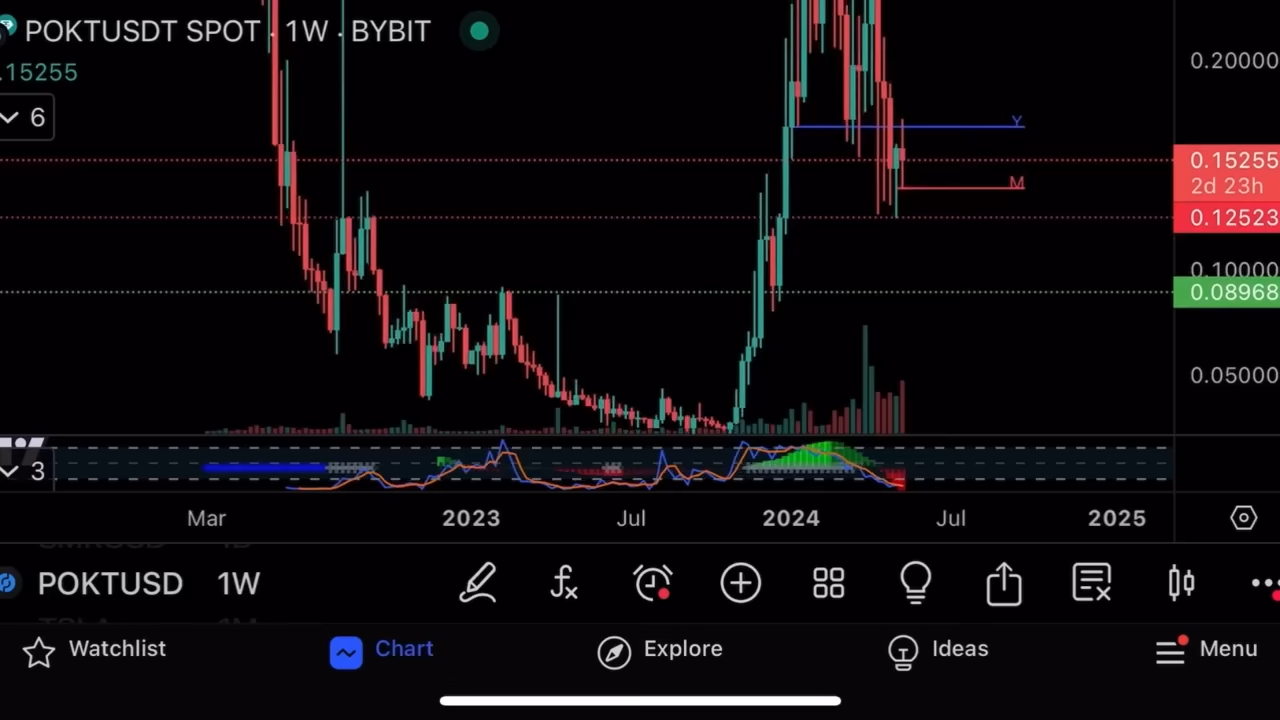 POKTUSDT SPOT · 1W · BYBIT
.15255
6
0.20000
Y
0.15255
2d 23h
M
0.12523
0.10000
0.08968
0.05000
3
Mar 2023 Jul 2024 Jul 2025
POKTUSD 1W
Watchlist Chart Explore Ideas Menu